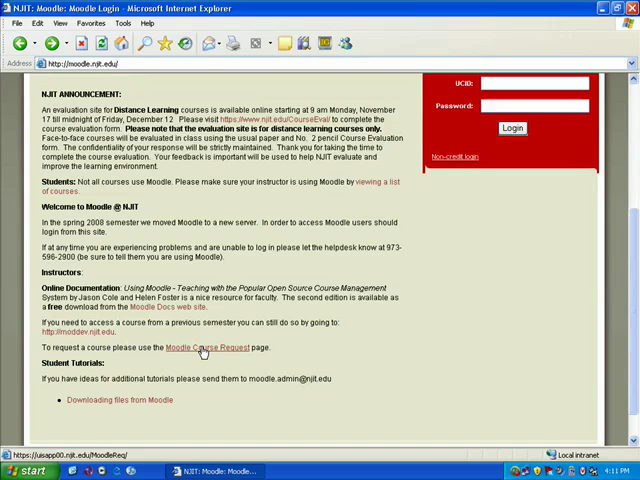 NJIT: Moodle: Moodle Login - Microsoft Internet Explorer
File Edit View Favorites Tools Help
Address http://moodle.njit.edu/
NJIT ANNOUNCEMENT:
An evaluation site for Distance Learning courses is available online starting at 9 am Monday, November
17 till midnight of Friday, December 12 Please visit https://www.njit.edu/CourseEval/ to complete the
course evaluation form. Please note that the evaluation site is for distance learning courses only.
Face-to-face courses will be evaluated in class using the usual paper and No. 2 pencil Course Evaluation
form. The confidentiality of your response will be strictly maintained. Thank you for taking the time to
complete the course evaluation. Your feedback is important will be used to help NJIT evaluate and
improve the learning environment.
Students: Not all courses use Moodle. Please make sure your instructor is using Moodle by viewing a list
of courses.
Welcome to Moodle @ NJIT
In the spring 2008 semester we moved Moodle to a new server. In order to access Moodle users should
login from this site.
If at any time you are experiencing problems and are unable to log in please let the helpdesk know at 973-
596-2900 (be sure to tell them you are using Moodle).
Instructors:
Online Documentation: Using Moodle - Teaching with the Popular Open Source Course Management
System by Jason Cole and Helen Foster is a nice resource for faculty. The second edition is available as
a free download from the Moodle Docs web site.
If you need to access a course from a previous semester you can still do so by going to:
http://moddev.njit.edu.
To request a course please use the Moodle Course Request page.
Student Tutorials:
If you have ideas for additional tutorials please send them to moodle.admin@njit.edu
• Downloading files from Moodle
UCID:
Password:
Login
Non-credit login
https://uisapp00.njit.edu/MoodleReq/
Local intranet
start
NJIT: Moodle: Moodle...
4:11 PM